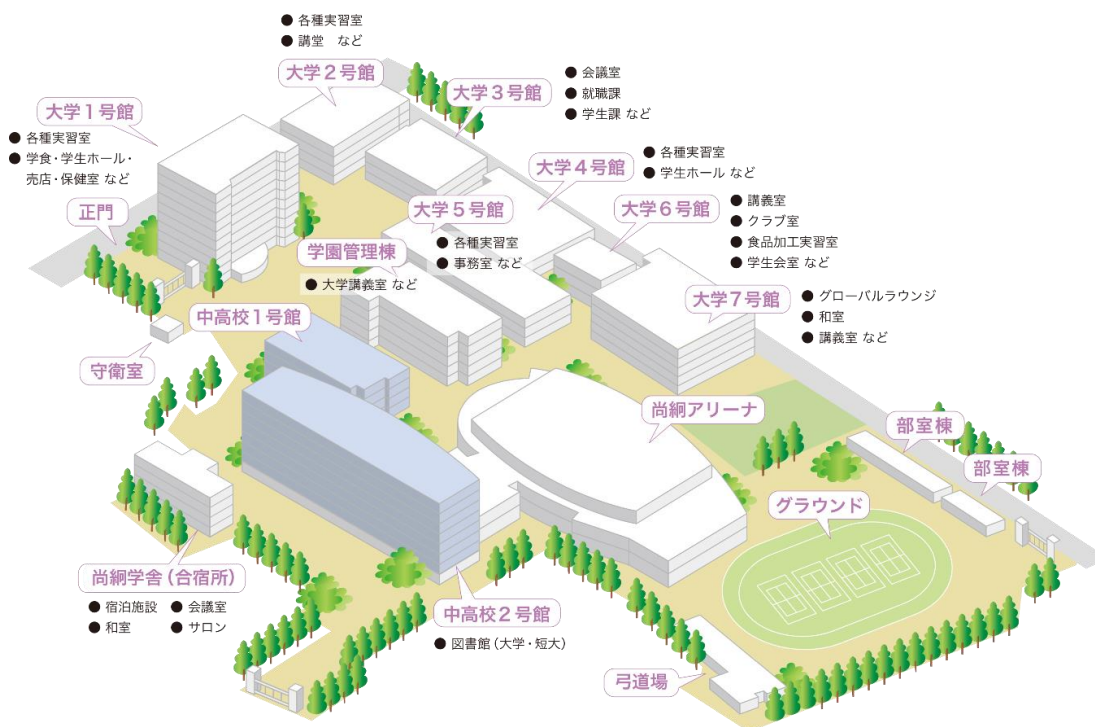 ● 各種実習室
● 講堂　など
大学２号館
● 会議室
● 就職課
● 学生課 など
大学３号館
大学１号館
● 各種実習室
● 学食・学生ホール・
売店・保健室 など
● 各種実習室
● 学生ホール など
大学４号館
正門
大学５号館
● 各種実習室
● 事務室 など
大学６号館
● 講義室
● クラブ室
● 食品加工実習室
● 学生会室 など
学園管理棟
● 大学講義室 など
大学７号館
● グローバルラウンジ
● 和室
● 講義室 など
中高校１号館
守衛室
尚絅アリーナ
部室棟
部室棟
グラウンド
尚絅学舎（合宿所）
● 宿泊施設 ● 会議室
● 和室 ● サロン
中高校２号館
● 図書館（大学・短大）
弓道場